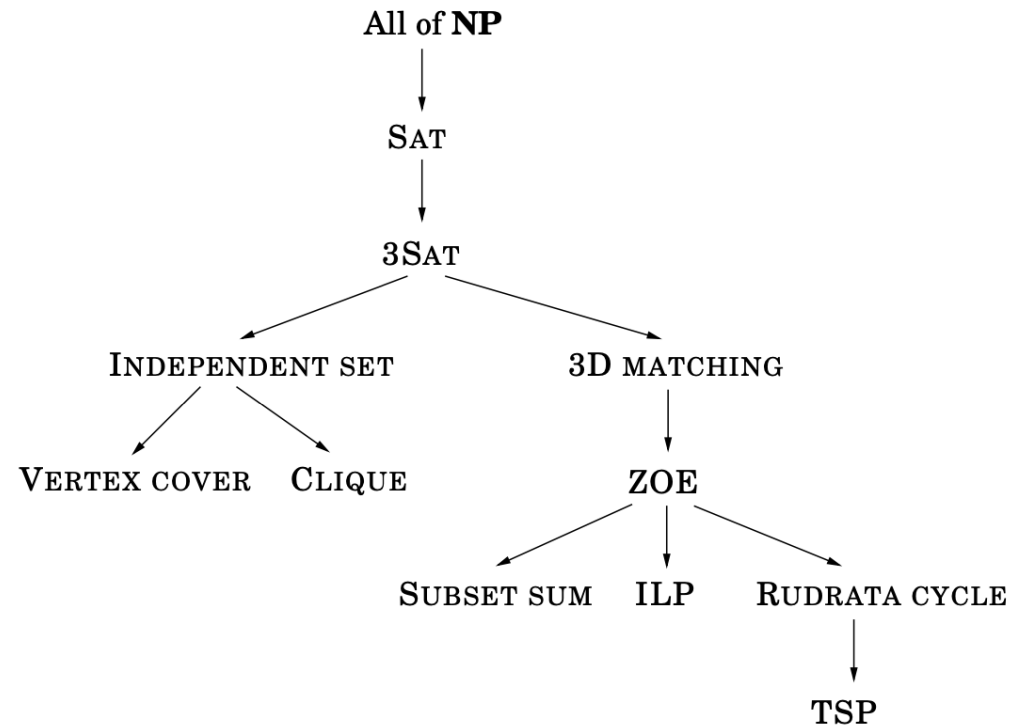 All of NP
SAT
3SAT
INDEPENDENT SET
3D MATCHING
VERTEX COVER
CLIQUE
ZOE
SUBSET SUM
ILP
RUDRATA CYCLE
TSP